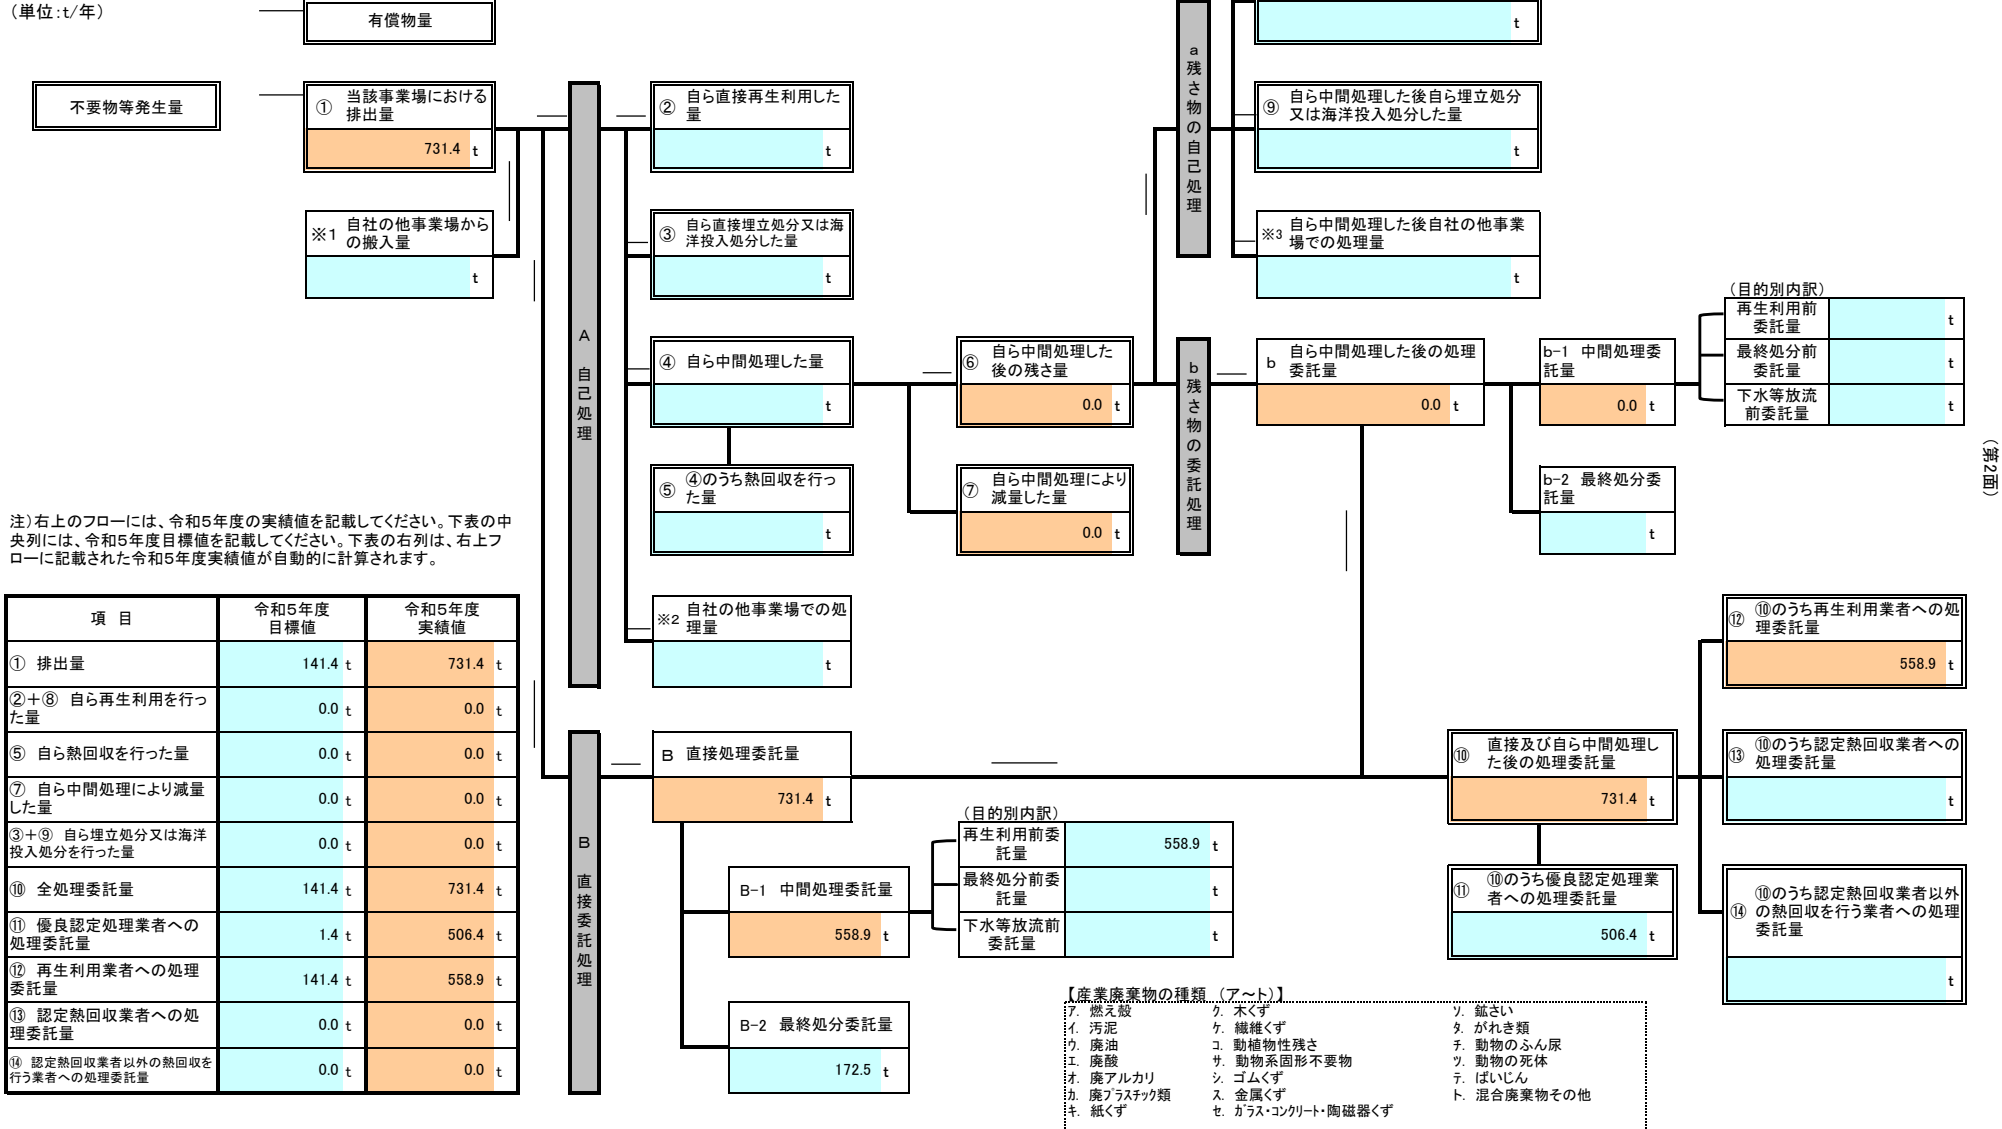 （単位:t/年）
有償物量
t
不要物等発生量
① 当該事業場における
排出量
731.4 t
※1 自社の他事業場から
の搬入量
t
A 自己処理
② 自ら直接再生利用した
量
t
③ 自ら直接埋立処分又は海
洋投入処分した量
t
④ 自ら中間処理した量
t
⑤ ④のうち熱回収を行っ
た量
t
※2 自社の他事業場での処
理量
t
⑥ 自ら中間処理した
後の残さ量
0.0 t
⑦ 自ら中間処理により
減量した量
0.0 t
a 残さ物の自己処理
⑨ 自ら中間処理した後自ら埋立処分
又は海洋投入処分した量
t
※3 自ら中間処理した後自社の他事業
場での処理量
t
b 残さ物の委託処理
b 自ら中間処理した後の処理
委託量
0.0 t
b-1 中間処理委
託量
0.0 t
b-2 最終処分委
託量
t
（目的別内訳）
再生利用前
委託量
t
最終処分前
委託量
t
下水等放流
前委託量
t
（第2面）
注）右上のフローには、令和5年度の実績値を記載してください。下表の中
央列には、令和5年度目標値を記載してください。下表の右列は、右上フ
ローに記載された令和5年度実績値が自動的に計算されます。
項 目 令和5年度
目標値 令和5年度
実績値
① 排出量 141.4 t 731.4 t
②＋⑧ 自ら再生利用を行っ
た量 0.0 t 0.0 t
⑤ 自ら熱回収を行った量 0.0 t 0.0 t
⑦ 自ら中間処理により減量
した量 0.0 t 0.0 t
③＋⑨ 自ら埋立処分又は海洋
投入処分を行った量 0.0 t 0.0 t
⑩ 全処理委託量 141.4 t 731.4 t
⑪ 優良認定処理業者への
処理委託量 1.4 t 506.4 t
⑫ 再生利用業者への処理
委託量 141.4 t 558.9 t
⑬ 認定熱回収業者への処
理委託量 0.0 t 0.0 t
⑭ 認定熱回収業者以外の熱回収を
行う業者への処理委託量 0.0 t 0.0 t
B 直接委託処理
B 直接処理委託量
731.4 t
B-1 中間処理委託量
558.9 t
B-2 最終処分委託量
172.5 t
（目的別内訳）
再生利用前委
託量 558.9 t
最終処分前委
託量 t
下水等放流前
委託量 t
⑩ 直接及び自ら中間処理し
た後の処理委託量
731.4 t
⑪ ⑩のうち優良認定処理業
者への処理委託量
506.4 t
⑫ ⑩のうち再生利用業者への処
理委託量
558.9 t
⑬ ⑩のうち認定熱回収業者への
処理委託量
t
⑭ ⑩のうち認定熱回収業者以外
の熱回収を行う業者への処理
委託量
t
【産業廃棄物の種類 （ア～ト）】
ｱ. 燃え殻 ｸ. 木くず ｿ. 鉱さい
ｲ. 汚泥 ｹ. 繊維くず ﾀ. がれき類
ｳ. 廃油 ｺ. 動植物性残さ ﾁ. 動物のふん尿
ｴ. 廃酸 ｻ. 動物系固形不要物 ﾂ. 動物の死体
ｵ. 廃アルカリ ｼ. ゴムくず ﾃ. ばいじん
ｶ. 廃ﾌﾟﾗｽﾁｯｸ類 ｽ. 金属くず ﾄ. 混合廃棄物その他
ｷ. 紙くず ｾ. ｶﾞﾗｽ・ｺﾝｸﾘｰﾄ・陶磁器くず